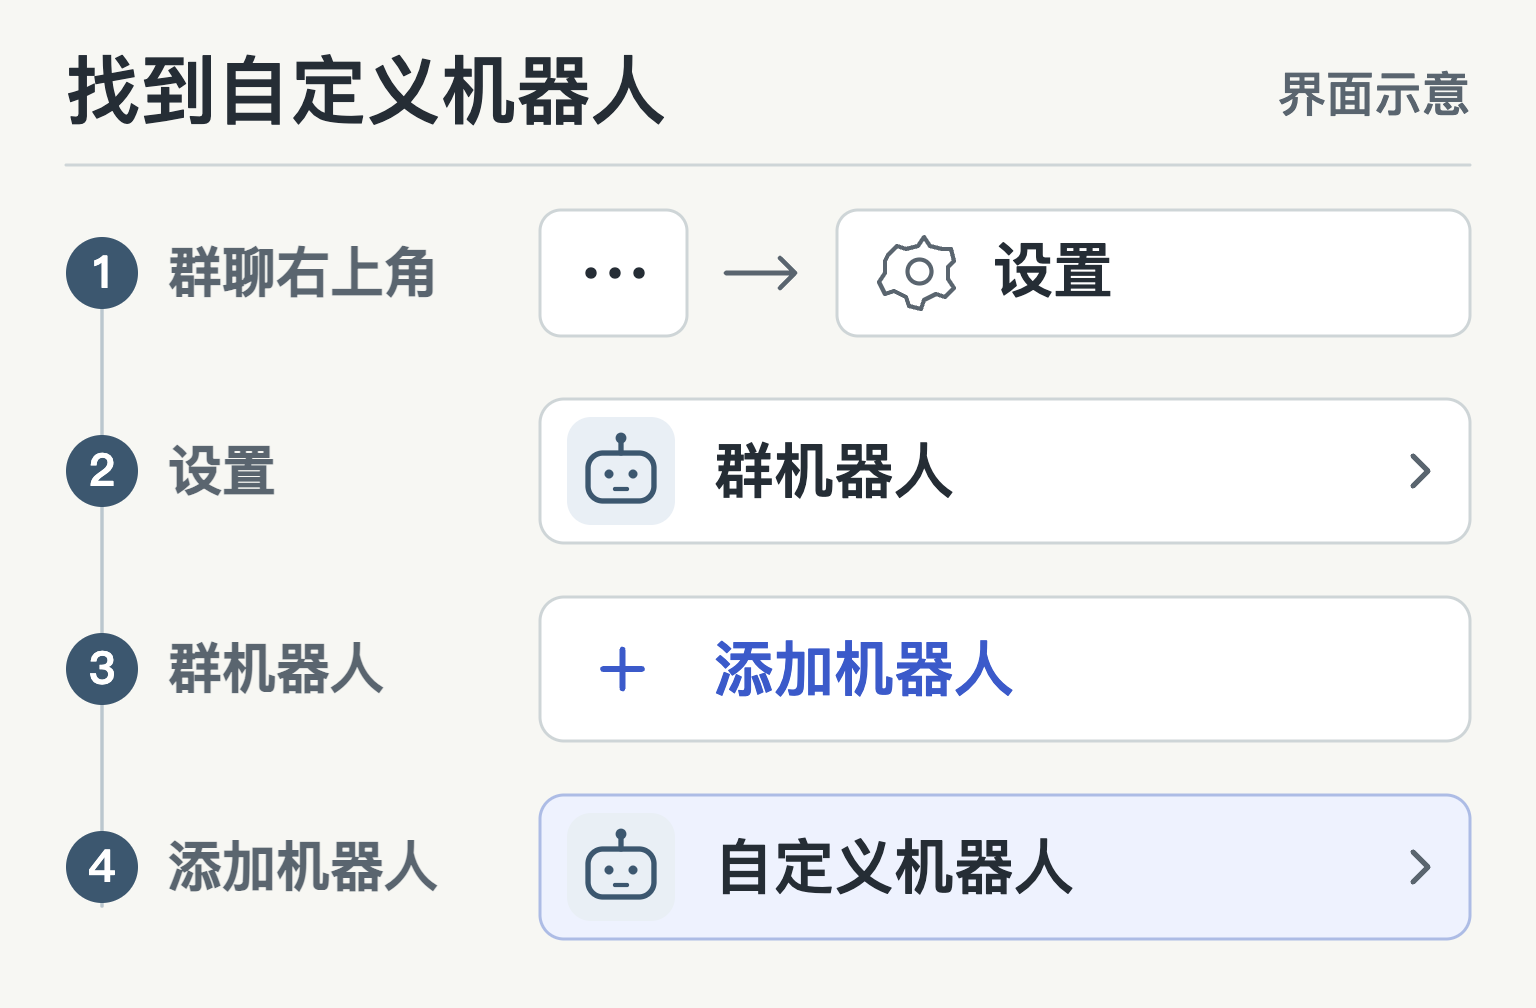 找到自定义机器人
界面示意
1 群聊右上角 ··· → 设置
2 设置 群机器人
3 群机器人 + 添加机器人
4 添加机器人 自定义机器人